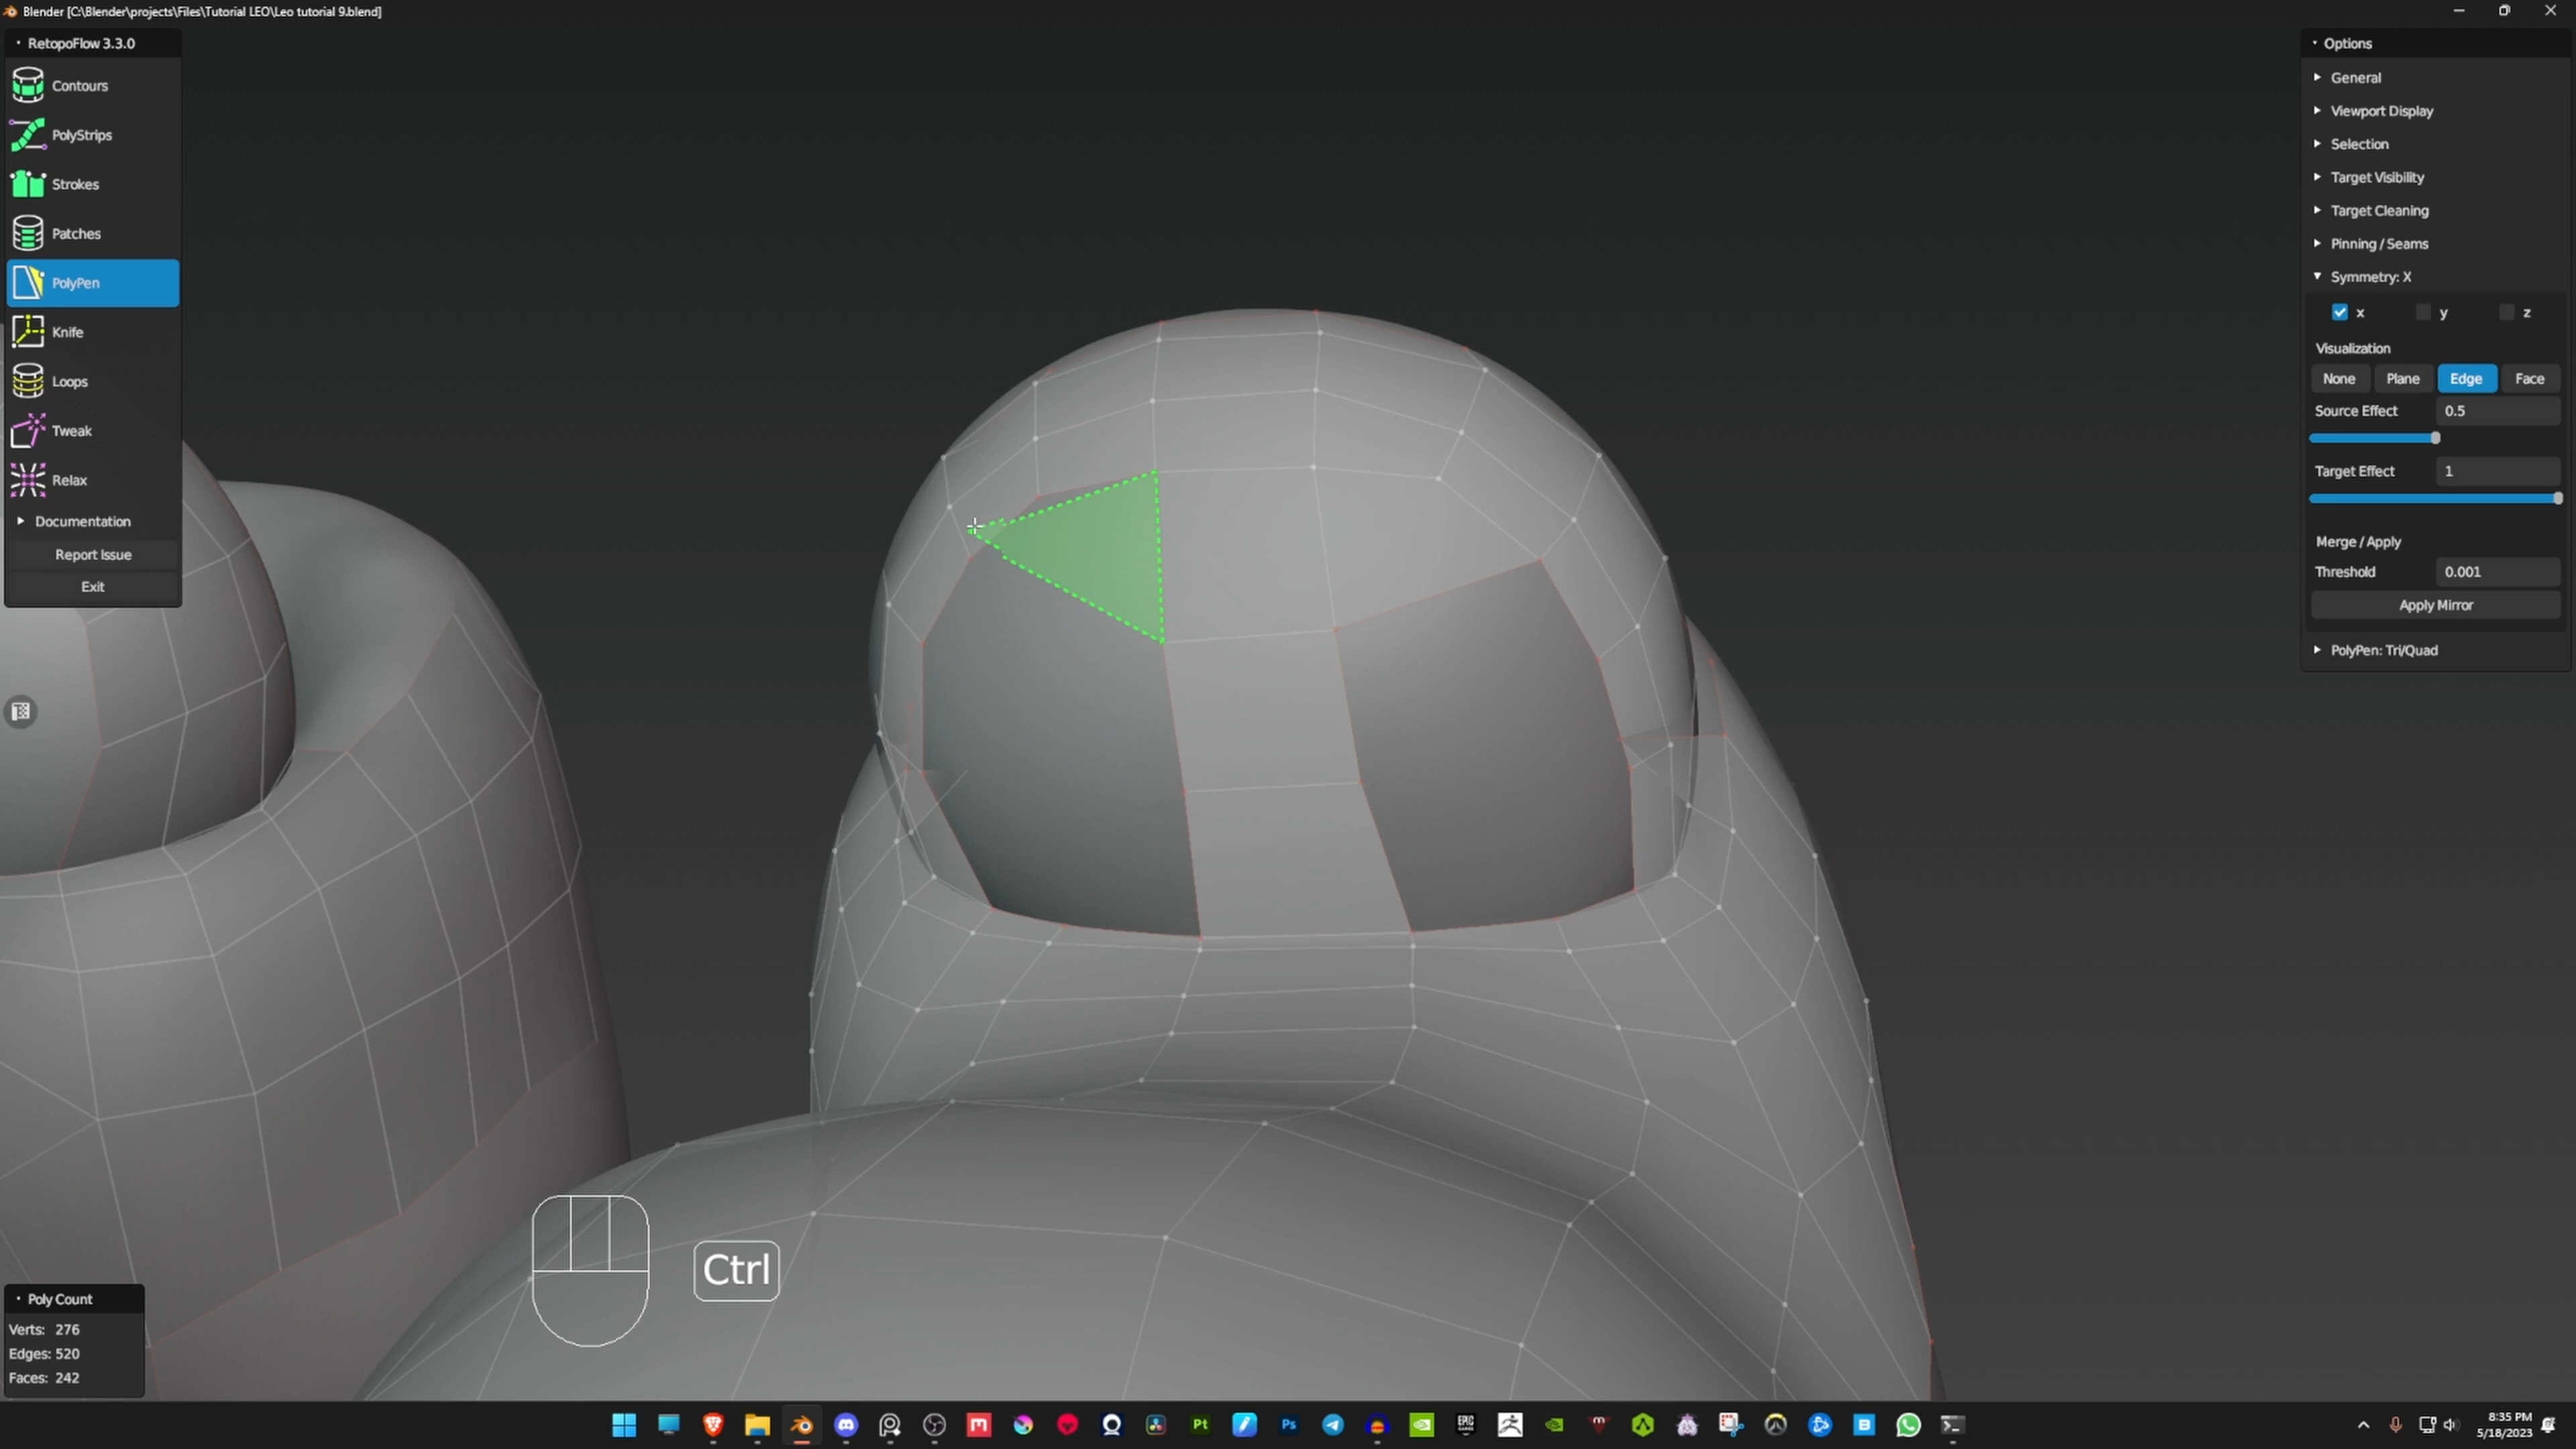 Blender [C:\Blender\projects\Files\Tutorial LEO\Leo tutorial 9.blend]
RetopoFlow 3.3.0
Contours
PolyStrips
Strokes
Patches
PolyPen
Knife
Loops
Tweak
Relax
Documentation
Report Issue
Exit
Options
General
Viewport Display
Selection
Target Visibility
Target Cleaning
Pinning / Seams
Symmetry: X
x y z
Visualization
None Plane Edge Face
Source Effect 0.5
Target Effect 1
Merge / Apply
Threshold 0.001
Apply Mirror
PolyPen: Tri/Quad
Ctrl
Poly Count
Verts: 276
Edges: 520
Faces: 242
Pt
Ps
EPIC
8:35 PM
5/18/2023